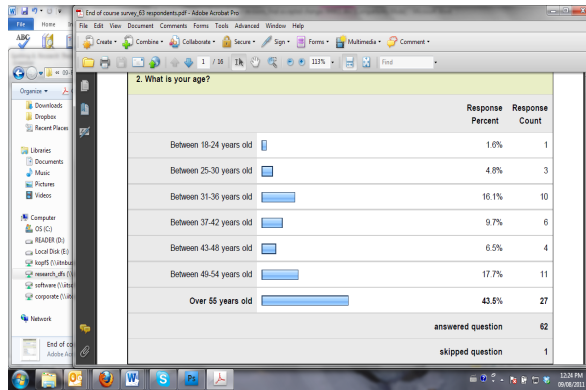 End of course survey_63 respondents.pdf - Adobe Acrobat Pro
File Home
File Edit View Document Comments Forms Tools Advanced Window Help
ABC
Create Combine Collaborate Secure Sign Forms Multimedia Comment
1 / 16 113% Find
Organize
Downloads
Dropbox
Recent Places
Libraries
Documents
Music
Pictures
Videos
Computer
OS (C:)
READER (D:)
Local Disk (E:)
Network
End of co
Adobe Ac
2. What is your age?
Response Percent Response Count
Between 18-24 years old 1.6% 1
Between 25-30 years old 4.8% 3
Between 31-36 years old 16.1% 10
Between 37-42 years old 9.7% 6
Between 43-48 years old 6.5% 4
Between 49-54 years old 17.7% 11
Over 55 years old 43.5% 27
answered question 62
skipped question 1
W S Ps
12:24 PM
09/08/2011